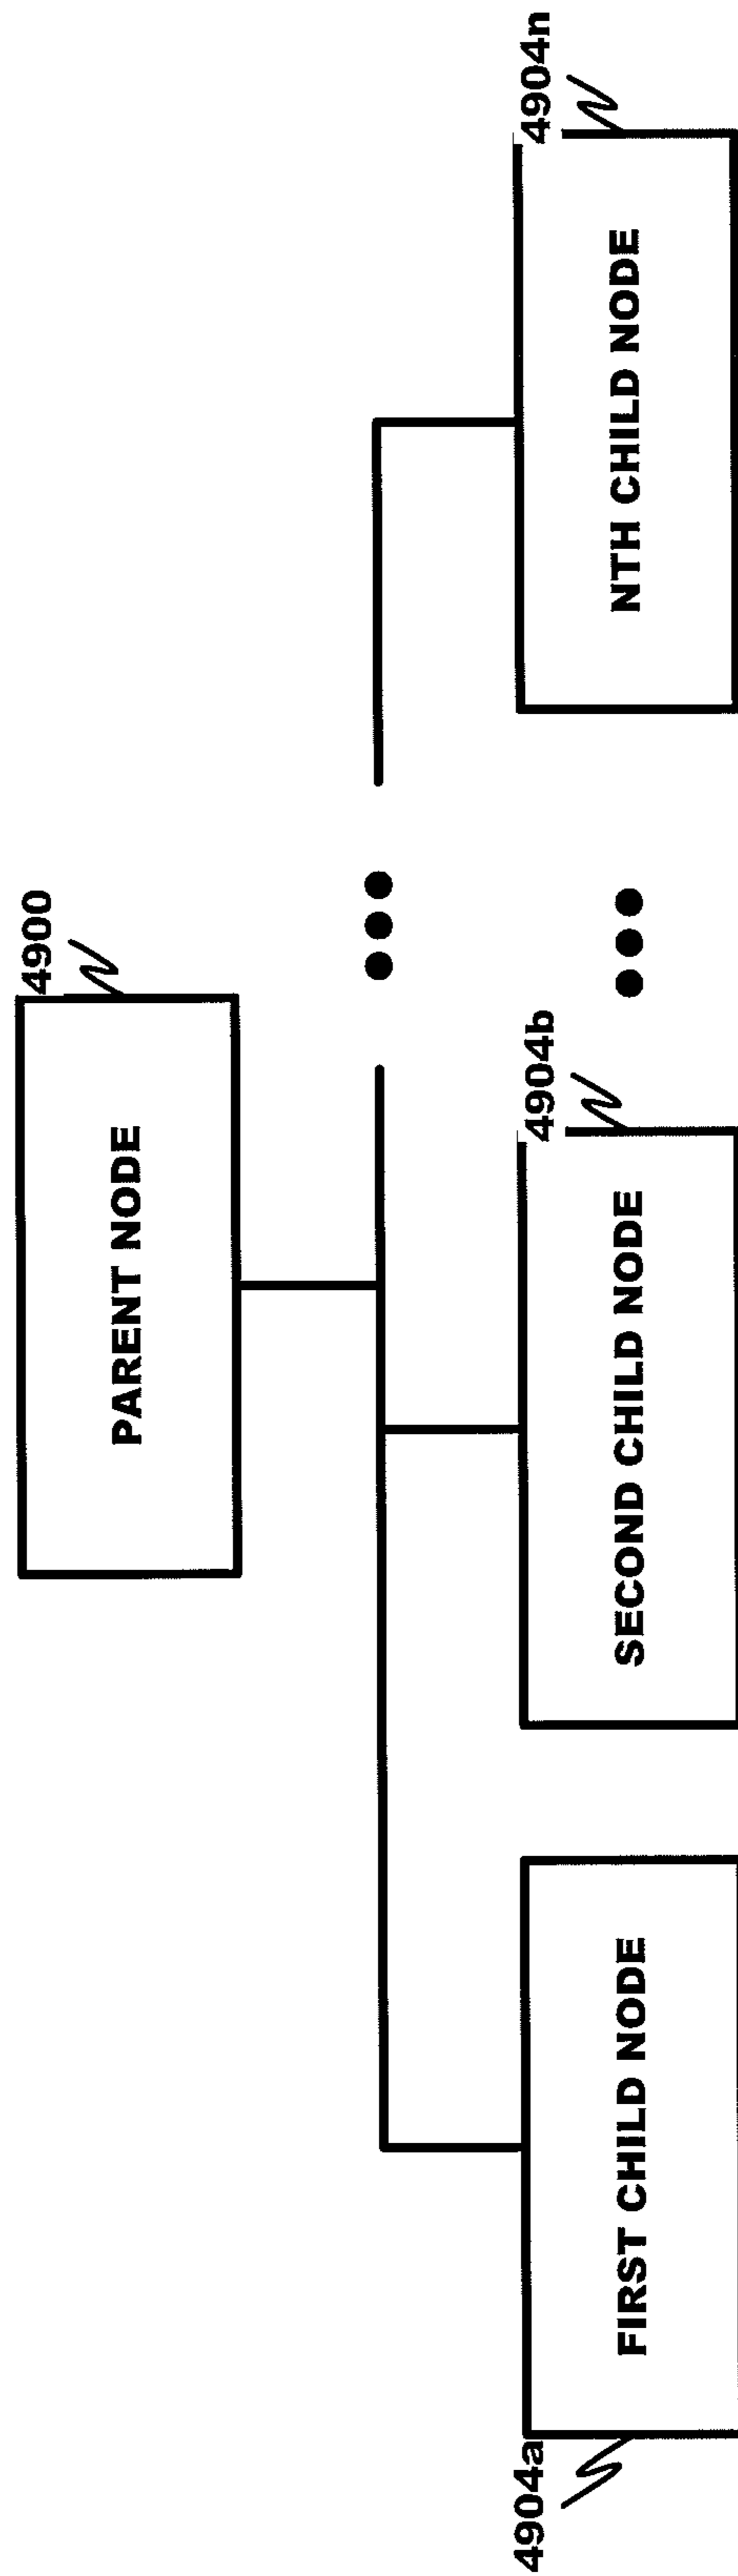 4900
PARENT NODE
4904a
FIRST CHILD NODE
4904b
SECOND CHILD NODE
4904n
NTH CHILD NODE